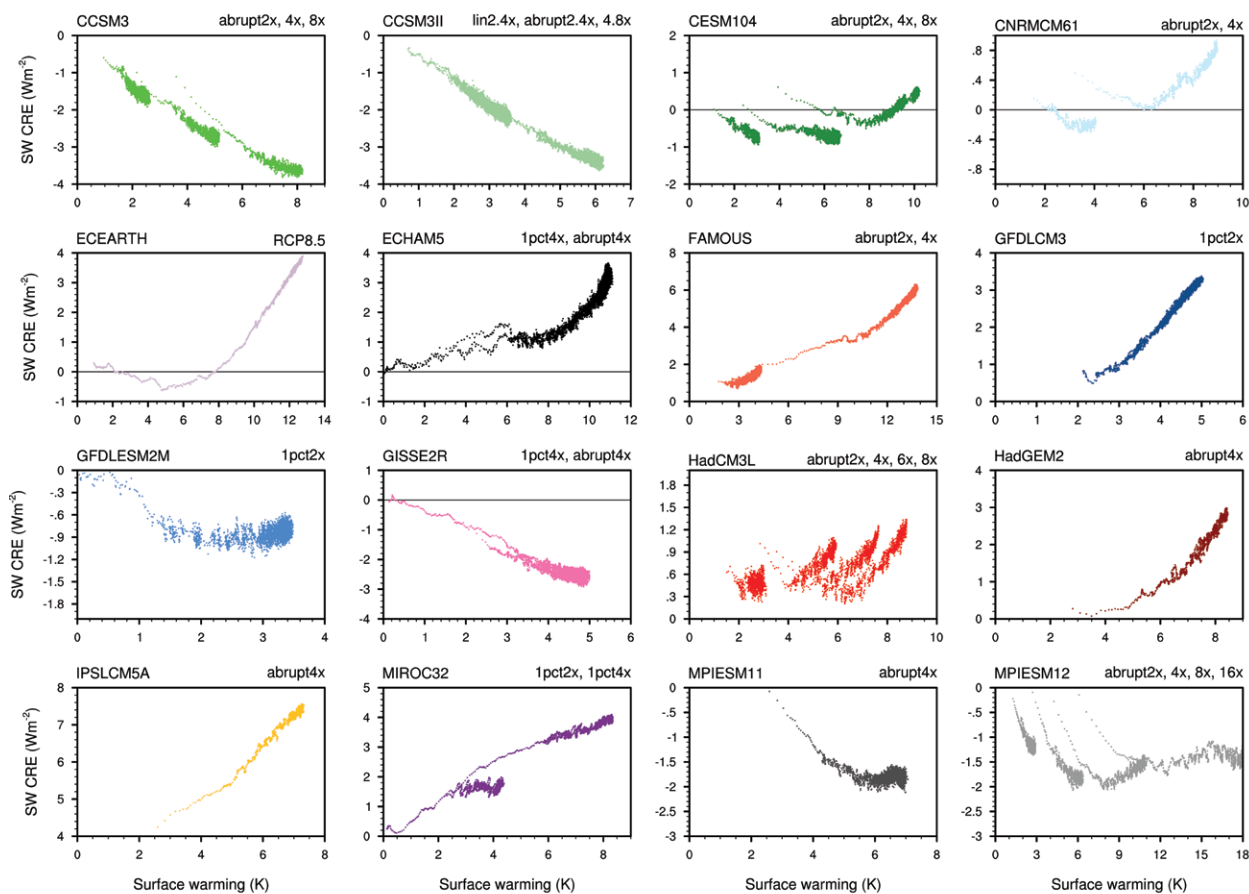 CCSM3 abrupt2x, 4x, 8x
CCSM3II lin2.4x, abrupt2.4x, 4.8x
CESM104 abrupt2x, 4x, 8x
CNRMCM61 abrupt2x, 4x
SW CRE (Wm-2)
0 -1 -2 -3 -4
0 2 4 6 8
0 -1 -2 -3 -4
0 1 2 3 4 5 6 7
2 1 0 -1 -2
0 2 4 6 8 10
.8 .4 0 -.4 -.8
0 2 4 6 8 10
ECEARTH RCP8.5
ECHAM5 1pct4x, abrupt4x
FAMOUS abrupt2x, 4x
GFDLCM3 1pct2x
SW CRE (Wm-2)
4 3 2 1 0 -1
0 2 4 6 8 10 12 14
4 3 2 1 0 -1
0 2 4 6 8 10 12
8 6 4 2 0
0 3 6 9 12 15
4 3 2 1 0
0 1 2 3 4 5 6
GFDLESM2M 1pct2x
GISSE2R 1pct4x, abrupt4x
HadCM3L abrupt2x, 4x, 6x, 8x
HadGEM2 abrupt4x
SW CRE (Wm-2)
0 -.3 -.6 -.9 -1.2 -1.5 -1.8
0 1 2 3 4
1 0 -1 -2 -3 -4
0 1 2 3 4 5 6
1.8 1.5 1.2 .9 .6 .3 0
0 2 4 6 8 10
4 3 2 1 0
0 2 4 6 8
IPSLCM5A abrupt4x
MIROC32 1pct2x, 1pct4x
MPIESM11 abrupt4x
MPIESM12 abrupt2x, 4x, 8x, 16x
SW CRE (Wm-2)
8 7 6 5 4
0 2 4 6 8
5 4 3 2 1 0
0 2 4 6 8
0 -.5 -1 -1.5 -2 -2.5 -3
0 2 4 6 8
0 -.5 -1 -1.5 -2 -2.5 -3
0 3 6 9 12 15 18
Surface warming (K)
Surface warming (K)
Surface warming (K)
Surface warming (K)